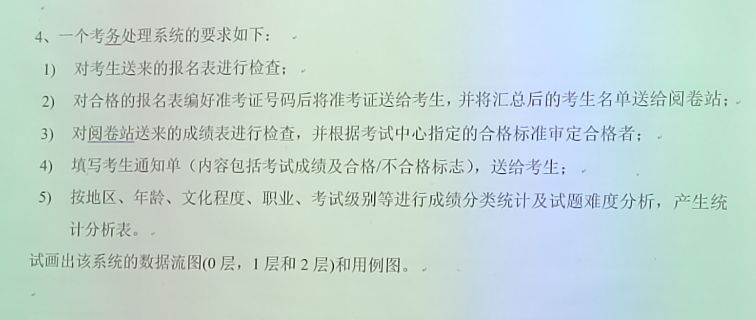 4、一个考务处理系统的要求如下：
1) 对考生送来的报名表进行检查；
2) 对合格的报名表编好准考证号码后将准考证送给考生，并将汇总后的考生名单送给阅卷站；
3) 对阅卷站送来的成绩表进行检查，并根据考试中心指定的合格标准审定合格者；
4) 填写考生通知单（内容包括考试成绩及合格/不合格标志），送给考生；
5) 按地区、年龄、文化程度、职业、考试级别等进行成绩分类统计及试题难度分析，产生统
计分析表。
试画出该系统的数据流图(0 层，1 层和 2 层)和用例图。